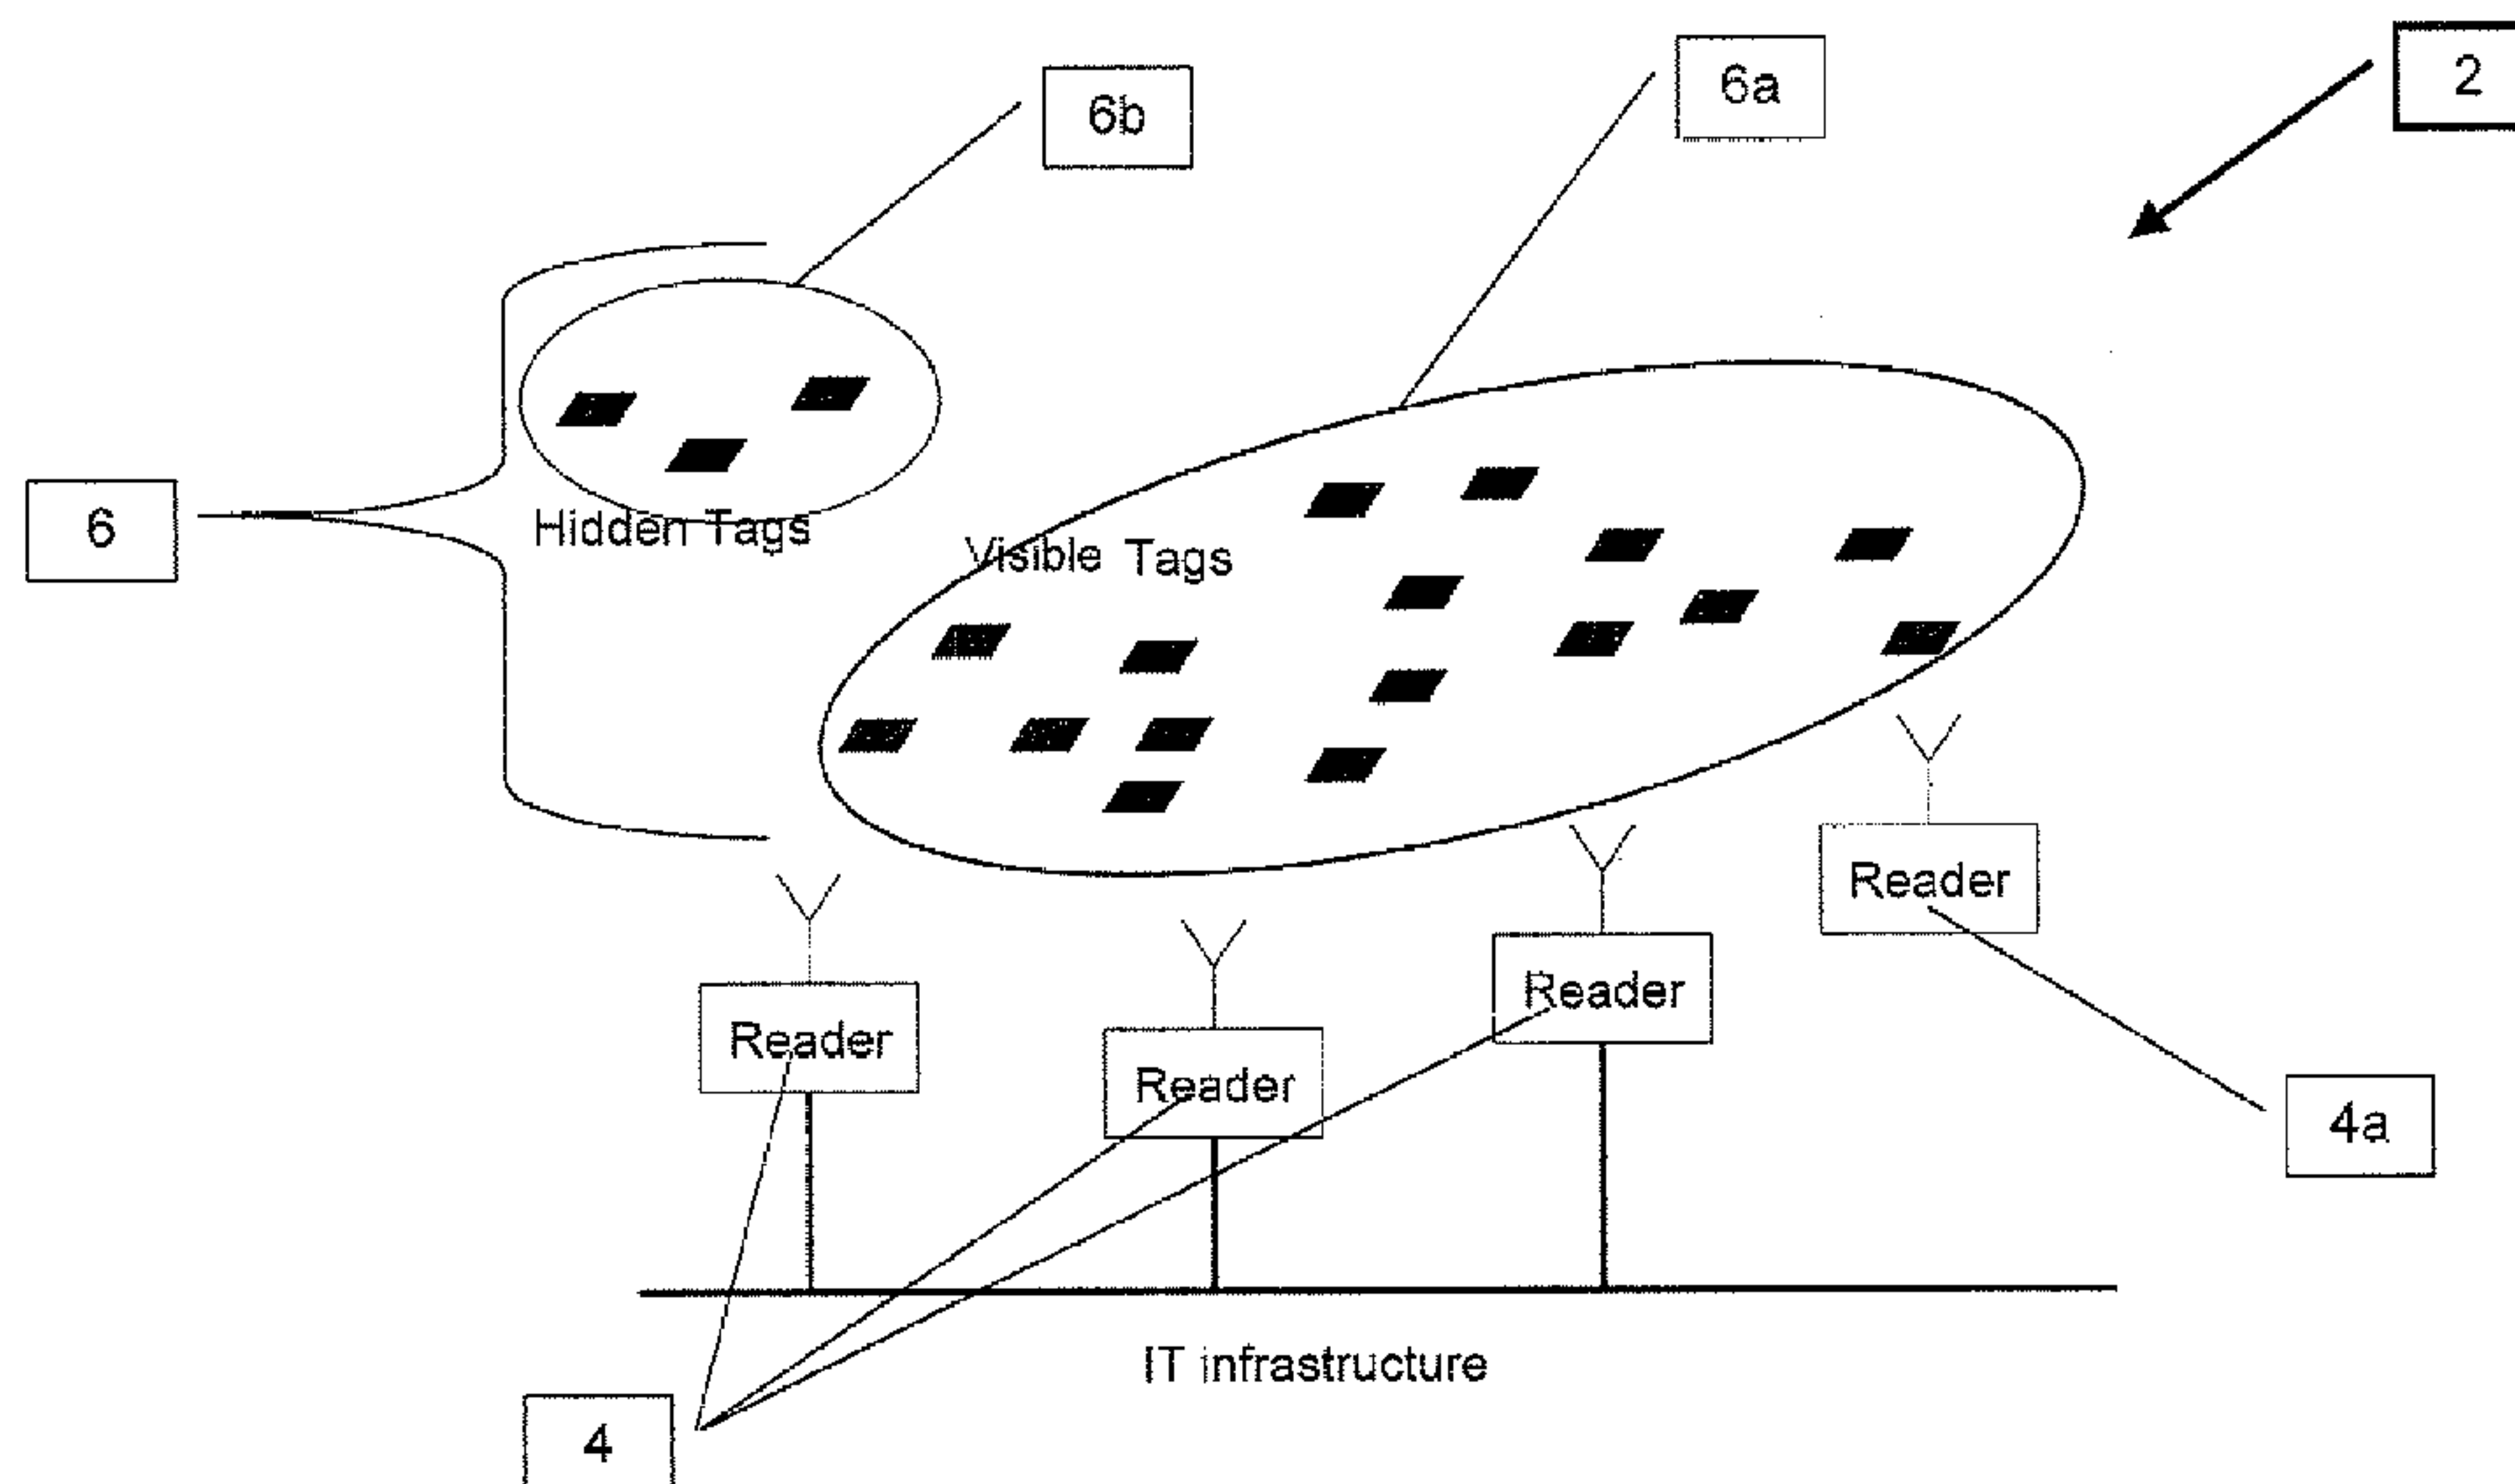 2
6a
6b
6
Hidden Tags
Visible Tags
Reader
Reader
Reader
Reader
4a
IT infrastructure
4